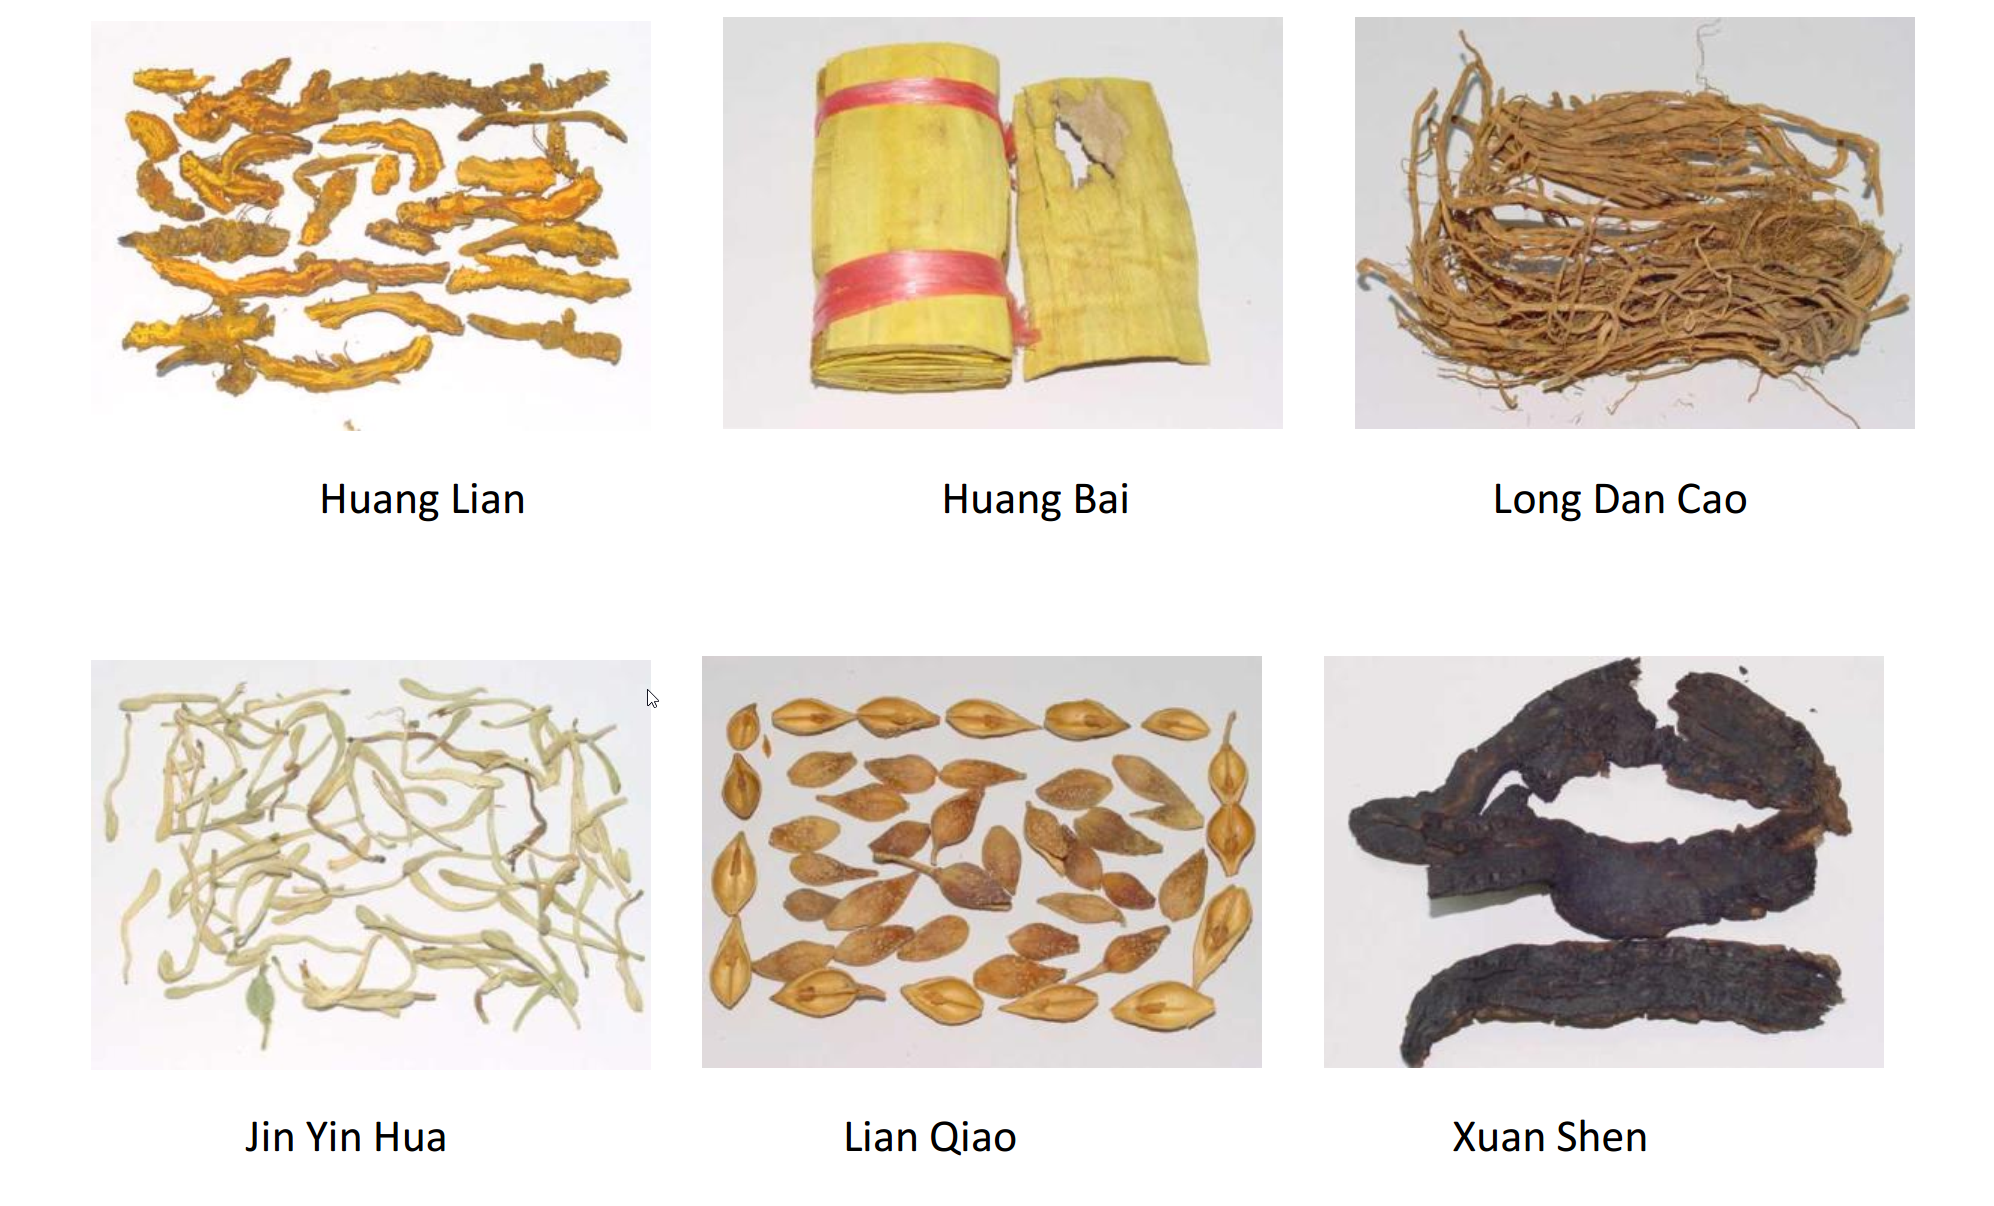 Huang Lian
Huang Bai
Long Dan Cao
Jin Yin Hua
Lian Qiao
Xuan Shen